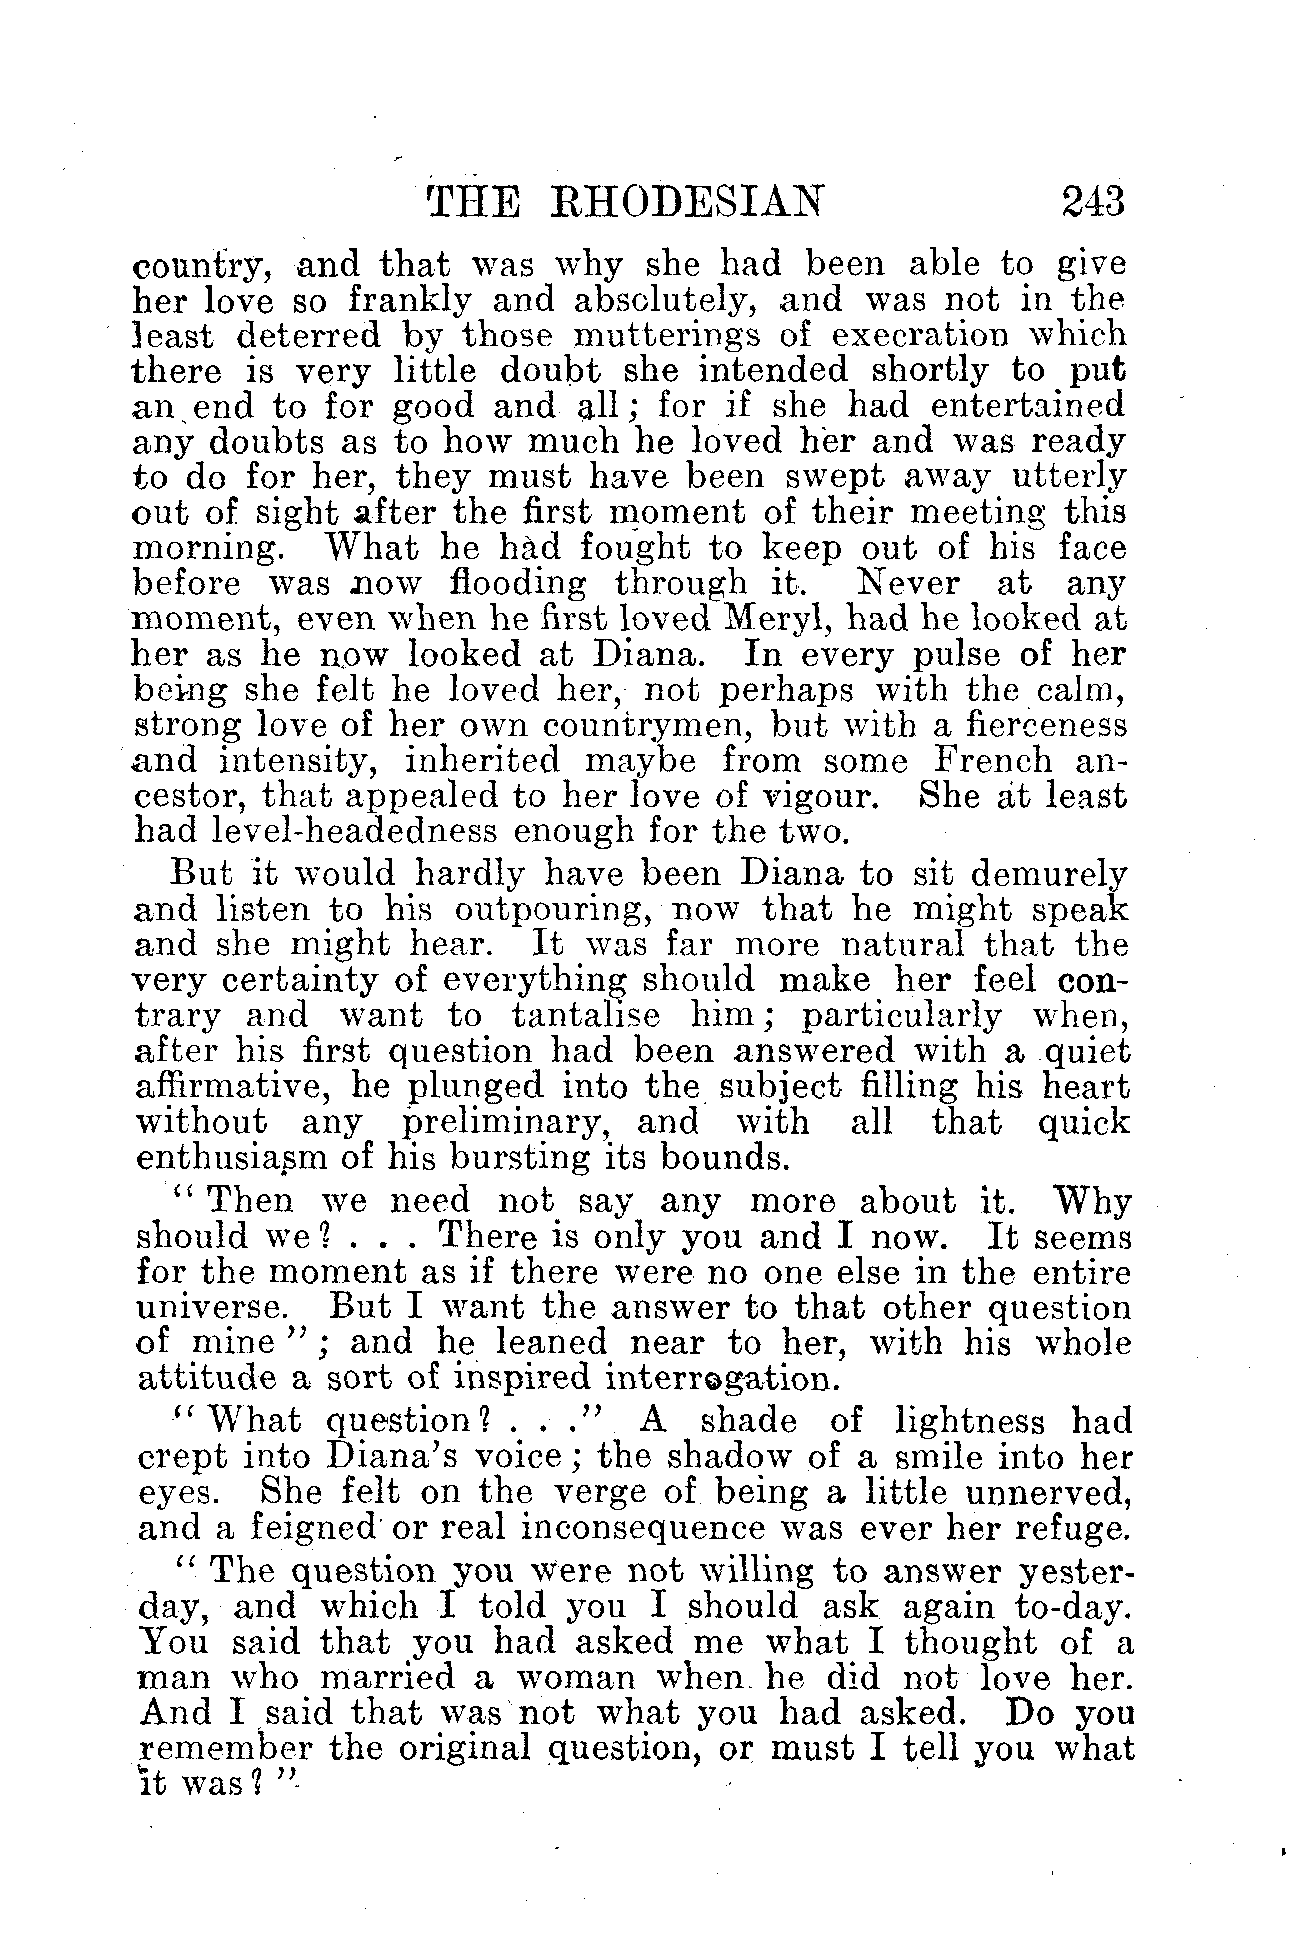 THE RHODESIAN 243
country, and that was why she had been able to give
her love so frankly and absolutely, and was not in the
least deterred by those mutterings of execration which
there is very little doubt she intended shortly to put
an end to for good and all; for if she had entertained
any doubts as to how much he loved her and was ready
to do for her, they must have been swept away utterly
out of sight after the first moment of their meeting this
morning. What he had fought to keep out of his face
before was now flooding through it. Never at any
moment, even when he first loved Meryl, had he looked at
her as he now looked at Diana. In every pulse of her
being she felt he loved her, not perhaps with the calm,
strong love of her own countrymen, but with a fierceness
and intensity, inherited maybe from some French an-
cestor, that appealed to her love of vigour. She at least
had level-headedness enough for the two.
But it would hardly have been Diana to sit demurely
and listen to his outpouring, now that he might speak
and she might hear. It was far more natural that the
very certainty of everything should make her feel con-
trary and want to tantalise him; particularly when,
after his first question had been answered with a quiet
affirmative, he plunged into the subject filling his heart
without any preliminary, and with all that quick
enthusiasm of his bursting its bounds.
"Then we need not say any more about it. Why
should we? . . . There is only you and I now. It seems
for the moment as if there were no one else in the entire
universe. But I want the answer to that other question
of mine"; and he leaned near to her, with his whole
attitude a sort of inspired interrogation.
"What question? . . ." A shade of lightness had
crept into Diana's voice; the shadow of a smile into her
eyes. She felt on the verge of being a little unnerved,
and a feigned or real inconsequence was ever her refuge.
"The question you were not willing to answer yester-
day, and which I told you I should ask again to-day.
You said that you had asked me what I thought of a
man who married a woman when he did not love her.
And I said that was not what you had asked. Do you
remember the original question, or must I tell you what
it was?"